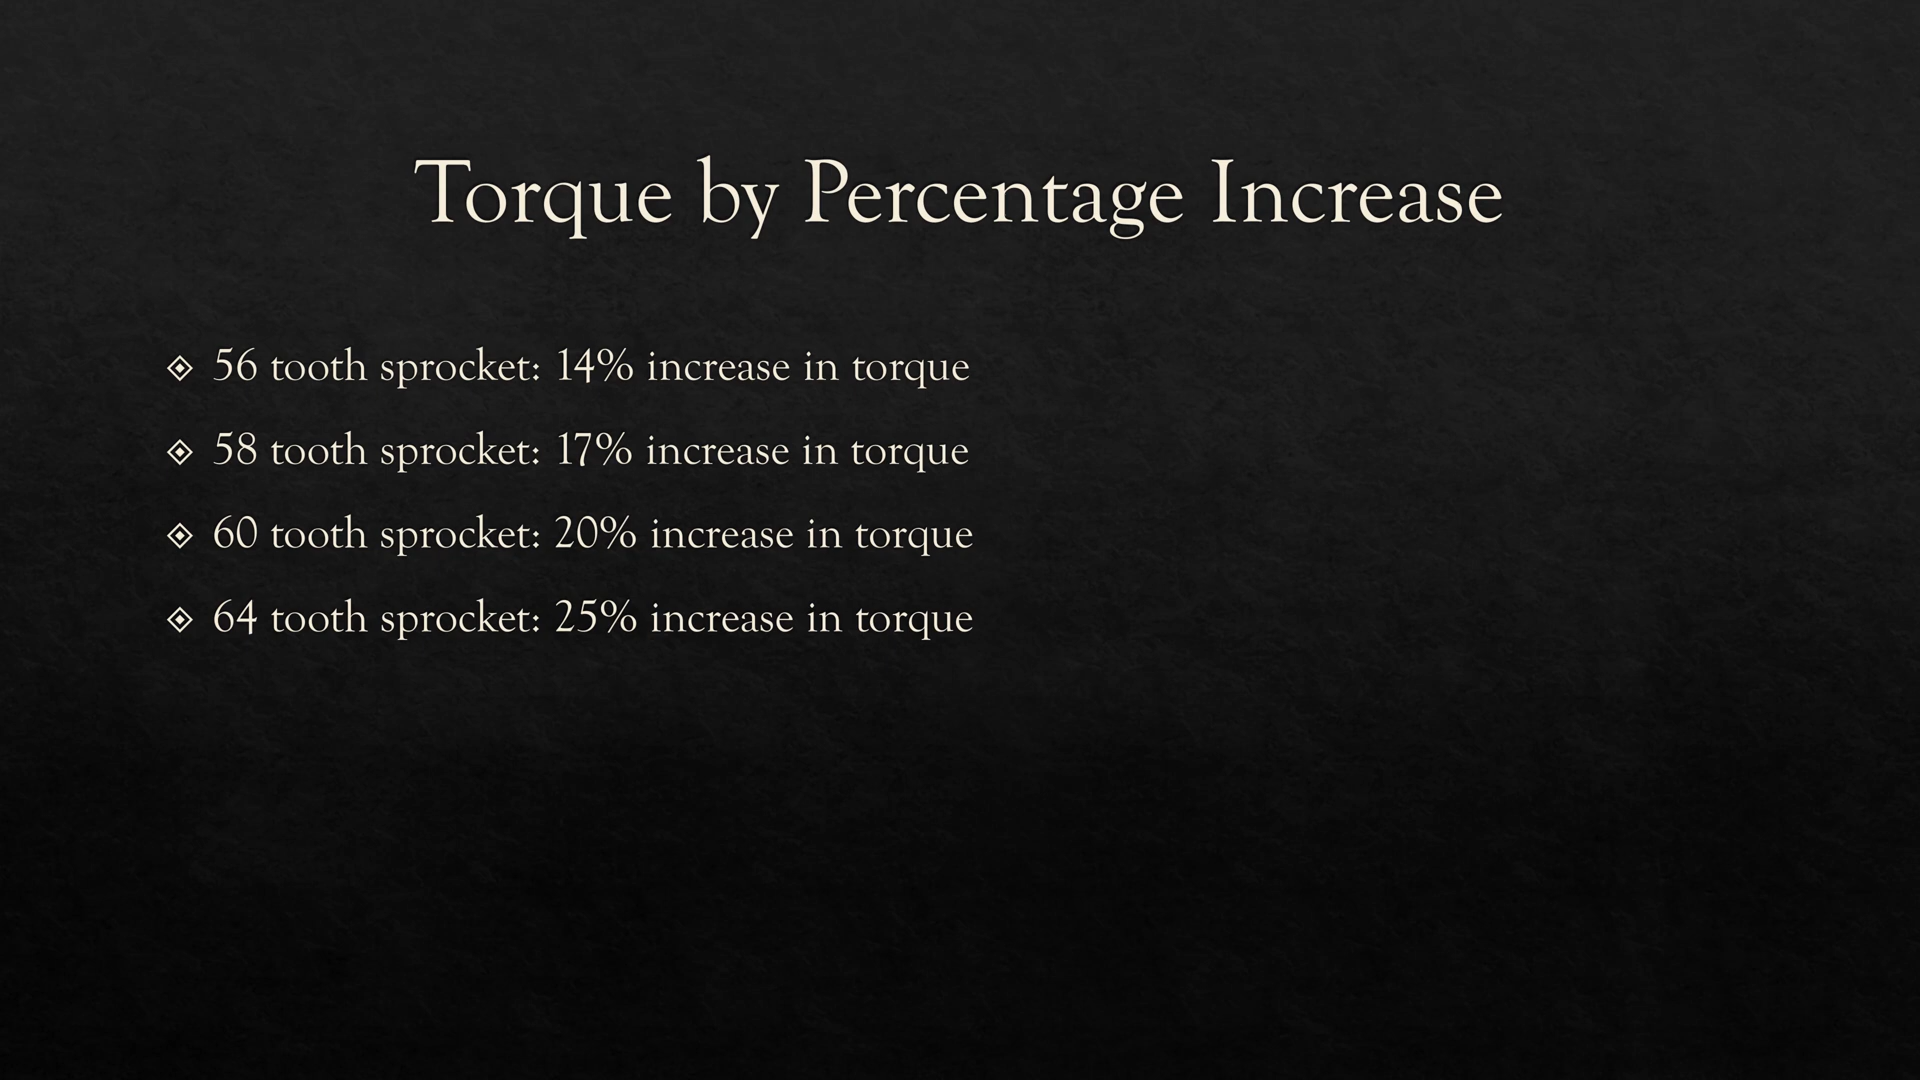 Torque by Percentage Increase
56 tooth sprocket: 14% increase in torque
58 tooth sprocket: 17% increase in torque
60 tooth sprocket: 20% increase in torque
64 tooth sprocket: 25% increase in torque